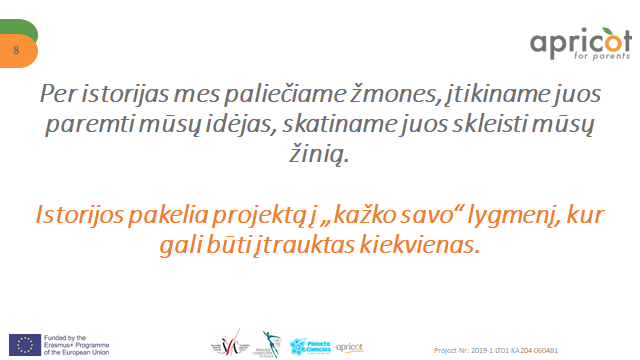 8
apricot
for parents
Per istorijas mes paliečiame žmones, įtikiname juos
paremti mūsų idėjas, skatiname juos skleisti mūsų
žinią.
Istorijos pakelia projektą į „kažko savo“ lygmenį, kur
gali būti įtrauktas kiekvienas.
Funded by the
Erasmus+ Programme
of the European Union
Planeta
Ciencias
apricot
Project Nr: 2019-1-LT01-KA204-060481